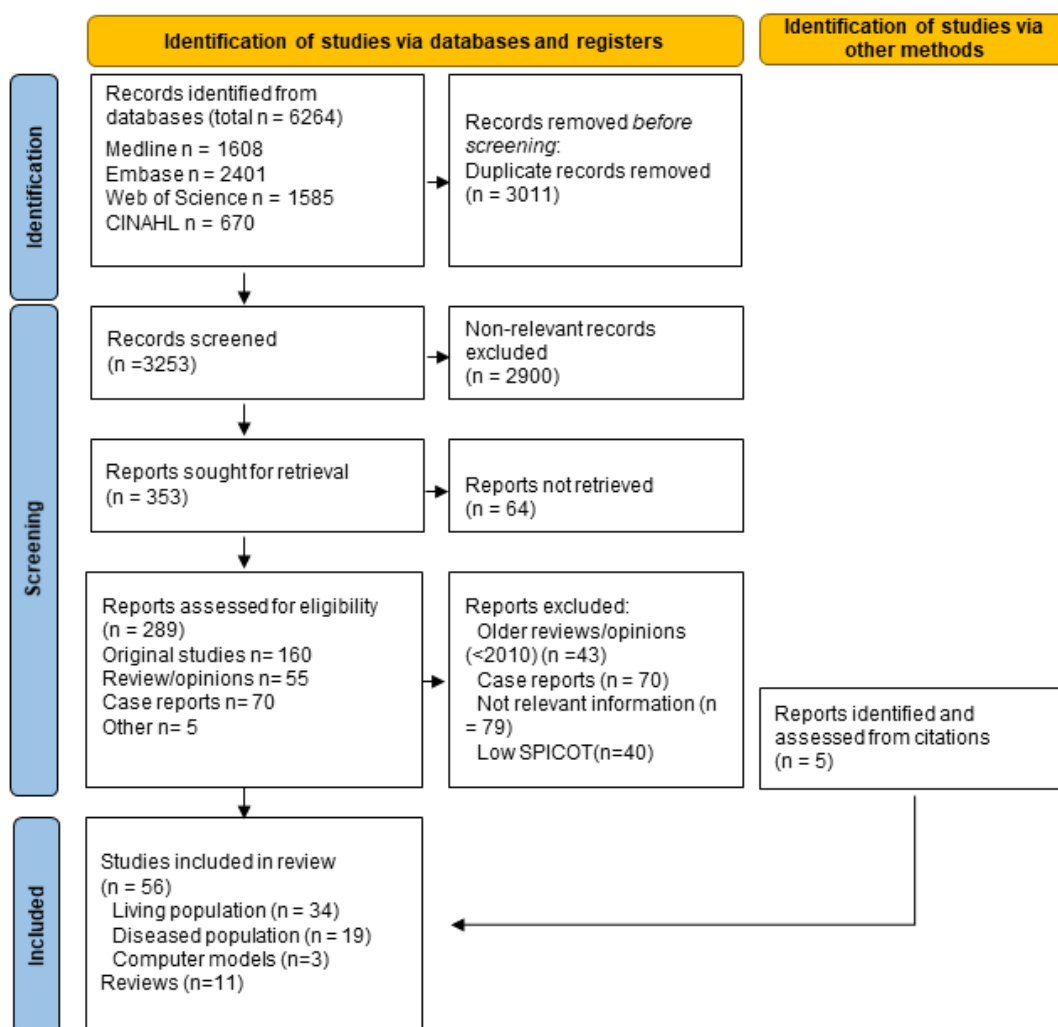 Identification of studies via databases and registers
Identification of studies via
other methods
Identification
Records identified from
databases (total n = 6264)
Medline n = 1608
Embase n = 2401
Web of Science n = 1585
CINAHL n = 670
Records removed before
screening:
Duplicate records removed
(n = 3011)
Screening
Records screened
(n =3253)
Non-relevant records
excluded
(n = 2900)
Reports sought for retrieval
(n = 353)
Reports not retrieved
(n = 64)
Reports assessed for eligibility
(n = 289)
Original studies n= 160
Review/opinions n= 55
Case reports n= 70
Other n= 5
Reports excluded:
Older reviews/opinions
(<2010) (n =43)
Case reports (n = 70)
Not relevant information (n
= 79)
Low SPICOT(n=40)
Reports identified and
assessed from citations
(n = 5)
Included
Studies included in review
(n = 56)
Living population (n = 34)
Diseased population (n = 19)
Computer models (n=3)
Reviews (n=11)